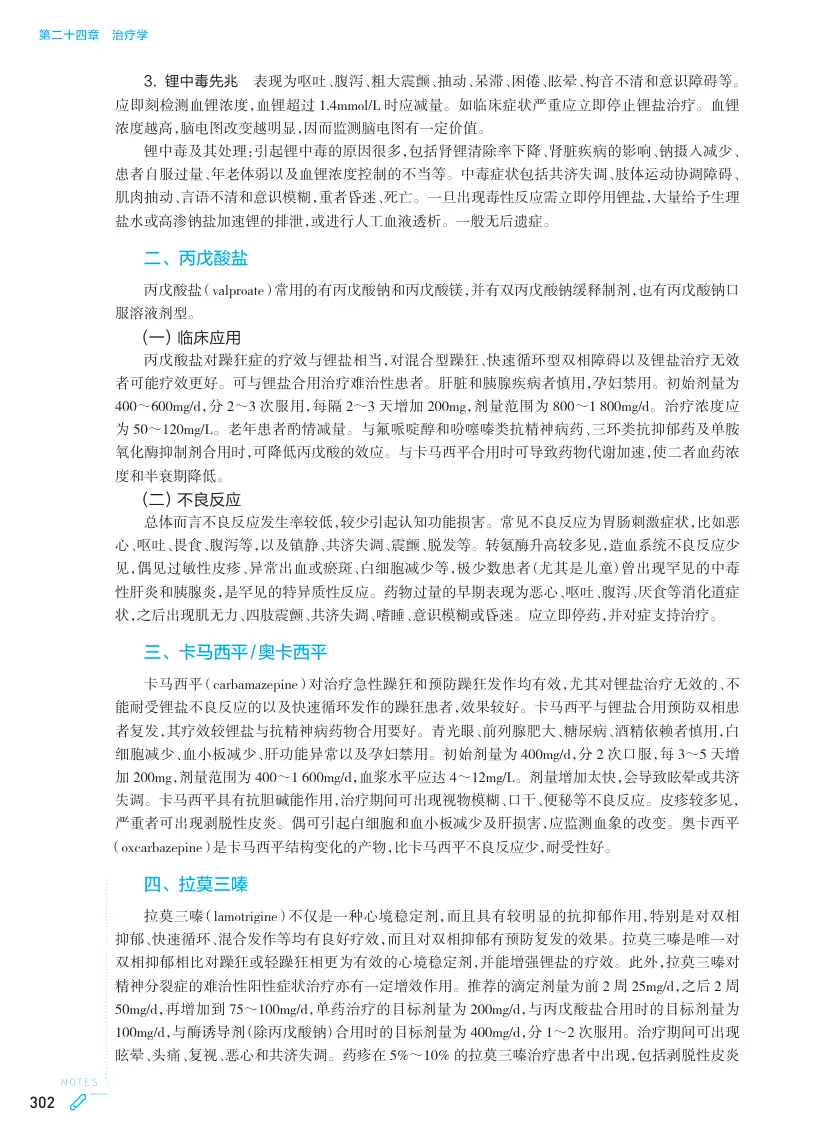 第二十四章 治疗学
3. 锂中毒先兆 表现为呕吐、腹泻、粗大震颤、抽动、呆滞、困倦、眩晕、构音不清和意识障碍等。
应即刻检测血锂浓度,血锂超过 1.4mmol/L 时应减量。如临床症状严重应立即停止锂盐治疗。血锂
浓度越高,脑电图改变越明显,因而监测脑电图有一定价值。
锂中毒及其处理:引起锂中毒的原因很多,包括肾锂清除率下降、肾脏疾病的影响、钠摄入减少、
患者自服过量、年老体弱以及血锂浓度控制的不当等。中毒症状包括共济失调、肢体运动协调障碍、
肌肉抽动、言语不清和意识模糊,重者昏迷、死亡。一旦出现毒性反应需立即停用锂盐,大量给予生理
盐水或高渗钠盐加速锂的排泄,或进行人工血液透析。一般无后遗症。
二、丙戊酸盐
丙戊酸盐(valproate)常用的有丙戊酸钠和丙戊酸镁,并有双丙戊酸钠缓释制剂,也有丙戊酸钠口
服溶液剂型。
(一)临床应用
丙戊酸盐对躁狂症的疗效与锂盐相当,对混合型躁狂、快速循环型双相障碍以及锂盐治疗无效
者可能疗效更好。可与锂盐合用治疗难治性患者。肝脏和胰腺疾病者慎用,孕妇禁用。初始剂量为
400～600mg/d,分 2～3 次服用,每隔 2～3 天增加 200mg,剂量范围为 800～1 800mg/d。治疗浓度应
为 50～120mg/L。老年患者酌情减量。与氟哌啶醇和吩噻嗪类抗精神病药、三环类抗抑郁药及单胺
氧化酶抑制剂合用时,可降低丙戊酸的效应。与卡马西平合用时可导致药物代谢加速,使二者血药浓
度和半衰期降低。
(二)不良反应
总体而言不良反应发生率较低,较少引起认知功能损害。常见不良反应为胃肠刺激症状,比如恶
心、呕吐、畏食、腹泻等,以及镇静、共济失调、震颤、脱发等。转氨酶升高较多见,造血系统不良反应少
见,偶见过敏性皮疹、异常出血或瘀斑、白细胞减少等,极少数患者(尤其是儿童)曾出现罕见的中毒
性肝炎和胰腺炎,是罕见的特异质性反应。药物过量的早期表现为恶心、呕吐、腹泻、厌食等消化道症
状,之后出现肌无力、四肢震颤、共济失调、嗜睡、意识模糊或昏迷。应立即停药,并对症支持治疗。
三、卡马西平/奥卡西平
卡马西平(carbamazepine)对治疗急性躁狂和预防躁狂发作均有效,尤其对锂盐治疗无效的、不
能耐受锂盐不良反应的以及快速循环发作的躁狂患者,效果较好。卡马西平与锂盐合用预防双相患
者复发,其疗效较锂盐与抗精神病药物合用要好。青光眼、前列腺肥大、糖尿病、酒精依赖者慎用,白
细胞减少、血小板减少、肝功能异常以及孕妇禁用。初始剂量为 400mg/d,分 2 次口服,每 3～5 天增
加 200mg,剂量范围为 400～1 600mg/d,血浆水平应达 4～12mg/L。剂量增加太快,会导致眩晕或共济
失调。卡马西平具有抗胆碱能作用,治疗期间可出现视物模糊、口干、便秘等不良反应。皮疹较多见,
严重者可出现剥脱性皮炎。偶可引起白细胞和血小板减少及肝损害,应监测血象的改变。奥卡西平
(oxcarbazepine)是卡马西平结构变化的产物,比卡马西平不良反应少,耐受性好。
四、拉莫三嗪
拉莫三嗪(lamotrigine)不仅是一种心境稳定剂,而且具有较明显的抗抑郁作用,特别是对双相
抑郁、快速循环、混合发作等均有良好疗效,而且对双相抑郁有预防复发的效果。拉莫三嗪是唯一对
双相抑郁相比对躁狂或轻躁狂相更为有效的心境稳定剂,并能增强锂盐的疗效。此外,拉莫三嗪对
精神分裂症的难治性阳性症状治疗亦有一定增效作用。推荐的滴定剂量为前 2 周 25mg/d,之后 2 周
50mg/d,再增加到 75～100mg/d,单药治疗的目标剂量为 200mg/d,与丙戊酸盐合用时的目标剂量为
100mg/d,与酶诱导剂(除丙戊酸钠)合用时的目标剂量为 400mg/d,分 1～2 次服用。治疗期间可出现
眩晕、头痛、复视、恶心和共济失调。药疹在 5%～10% 的拉莫三嗪治疗患者中出现,包括剥脱性皮炎
NOTES
302